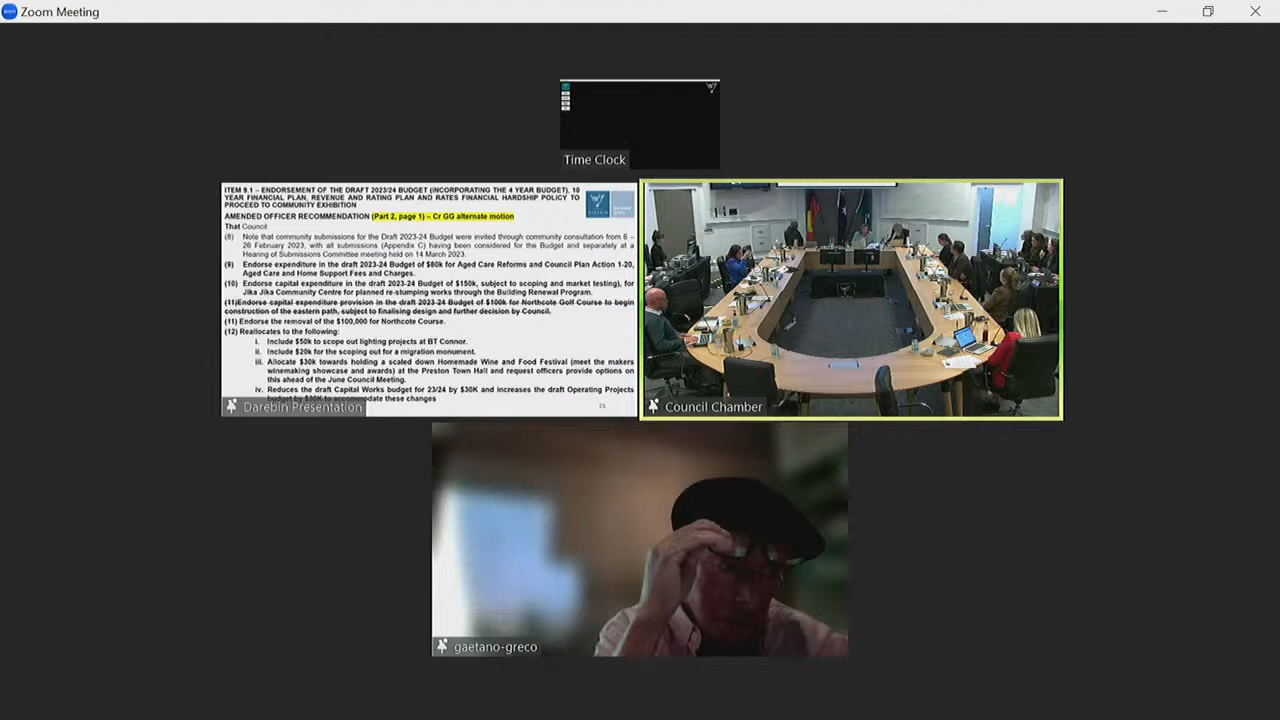 Zoom Meeting
Time Clock
ITEM 9.1 – ENDORSEMENT OF THE DRAFT 2023/24 BUDGET (INCORPORATING THE 4 YEAR BUDGET), 10
YEAR FINANCIAL PLAN, REVENUE AND RATING PLAN AND RATES FINANCIAL HARDSHIP POLICY TO
PROCEED TO COMMUNITY EXHIBITION
AMENDED OFFICER RECOMMENDATION (Part 2, page 1) – Cr GG alternate motion
That Council:
(8) Note that community submissions for the Draft 2023-24 Budget were invited through community consultation from 6 –
26 February 2023, with all submissions (Appendix C) having been considered for the Budget and separately at a
Hearing of Submissions Committee meeting held on 14 March 2023.
(9) Endorse expenditure in the draft 2023-24 Budget of $80k for Aged Care Reforms and Council Plan Action 1-20,
Aged Care and Home Support Fees and Charges.
(10) Endorse capital expenditure in the draft 2023-24 Budget of $150k, subject to scoping and market testing), for
Jika Jika Community Centre for planned re-stumping works through the Building Renewal Program.
(11)Endorse capital expenditure provision in the draft 2023-24 Budget of $100k for Northcote Golf Course to begin
construction of the eastern path, subject to finalising design and further decision by Council.
(11) Endorse the removal of the $100,000 for Northcote Course.
(12) Reallocates to the following:
i. Include $50k to scope out lighting projects at BT Connor.
ii. Include $20k for the scoping out for a migration monument.
iii. Allocate $30k towards holding a scaled down Homemade Wine and Food Festival (meet the makers
winemaking showcase and awards) at the Preston Town Hall and request officers provide options on
this ahead of the June Council Meeting.
iv. Reduces the draft Capital Works budget for 23/24 by $30K and increases the draft Operating Projects
budget by $30K to accommodate these changes
Darebin Presentation
Council Chamber
gaetano-greco